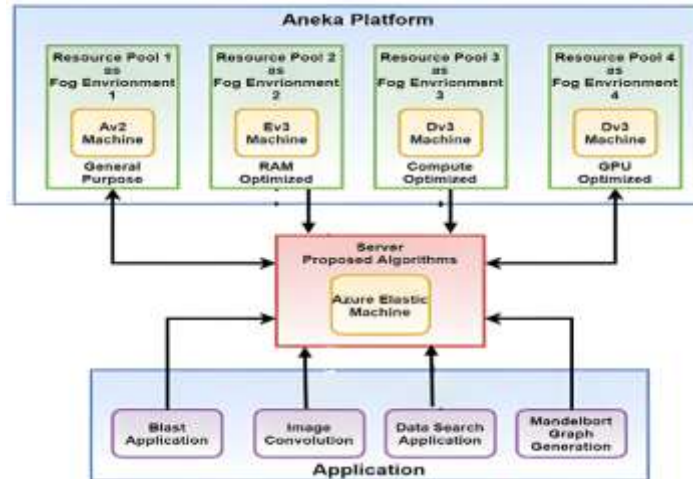 Aneka Platform
Resource Pool 1
as
Fog Envrionment
1
Av2
Machine
General
Purpose
Resource Pool 2
as
Fog Envrionment
2
Ev3
Machine
RAM
Optimized
Resource Pool 3
as
Fog Envrionment
3
Dv3
Machine
Compute
Optimized
Resource Pool 4
as
Fog Envrionment
4
Dv3
Machine
GPU
Optimized
Server
Proposed Algorithms
Azure Elastic
Machine
Blast
Application
Image
Convolution
Data Search
Application
Mandelbort
Graph
Generation
Application